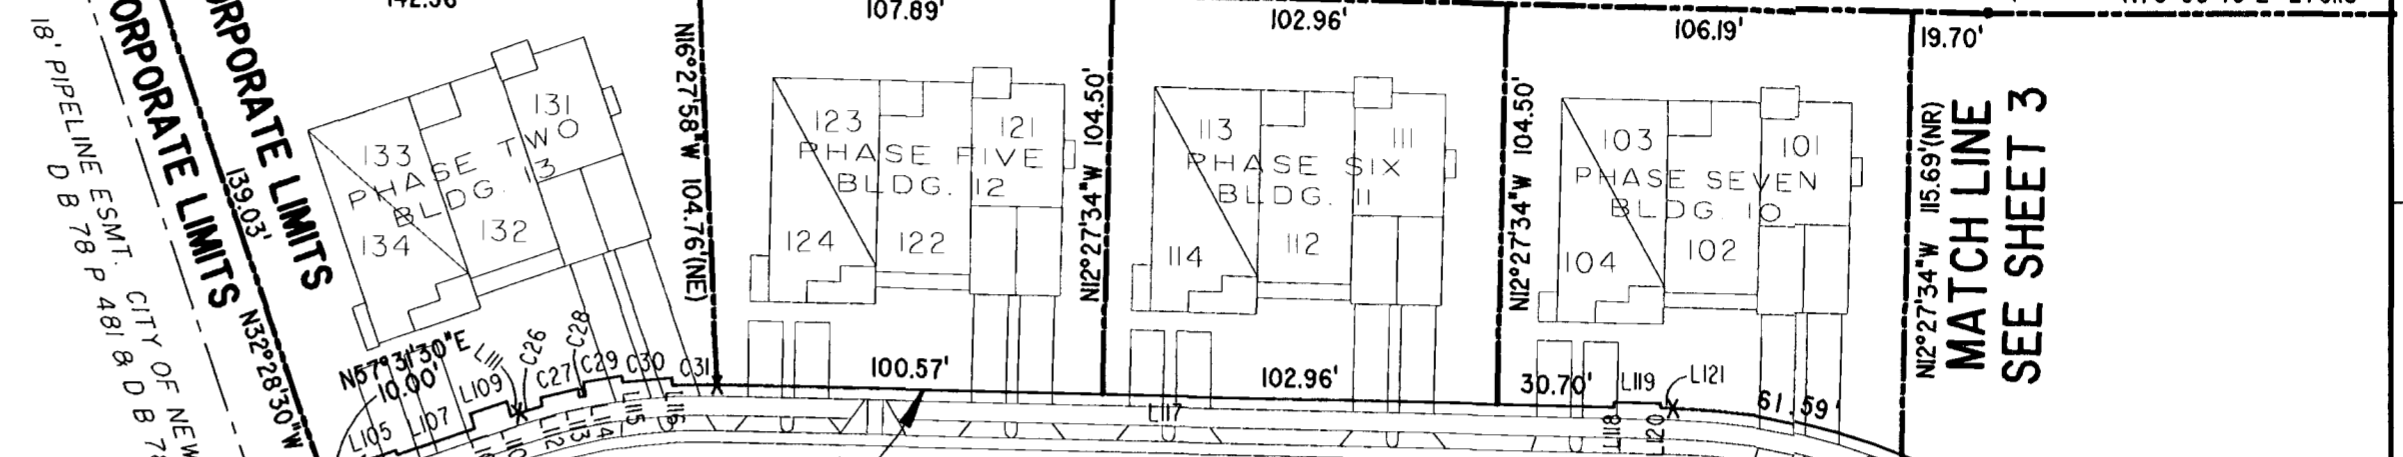 107.89'
102.96'
106.19'
19.70'
CORPORATE LIMITS
CORPORATE LIMITS
139.03'
N32°28'30"W
18' PIPELINE ESMT. CITY OF NEW
D B 78 P 481 & D B 78
131
133
PHASE TWO
BLDG. 13
134
132
N16°27'58"W 104.76'(NE)
123
121
PHASE FIVE
BLDG. 12
124
122
N12°27'34"W 104.50'
113
111
PHASE SIX
BLDG. 11
114
112
N12°27'34"W 104.50'
103
101
PHASE SEVEN
BLDG. 10
104
102
N12°27'34"W 115.69'(NR)
MATCH LINE
SEE SHEET 3
N57°31'30"E
10.00'
L105
L107
L109
L111
C26
C27
C28
C29
C30
C31
L112
L113
L114
L115
L116
100.57'
L117
102.96'
30.70'
L118
L119
L120
L121
61.59'